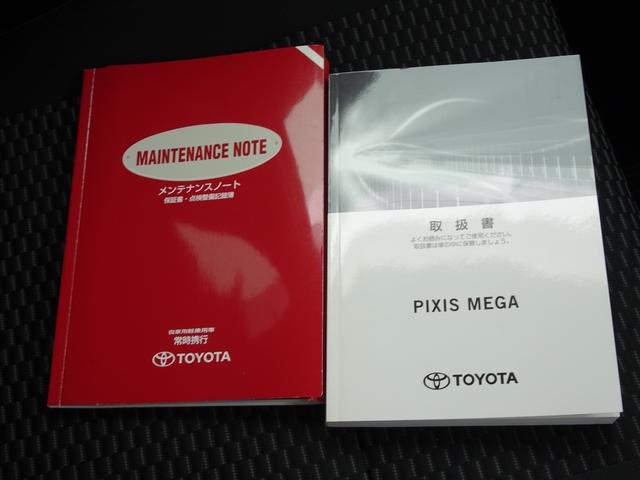 MAINTENANCE NOTE
メンテナンスノート
保証書・点検整備記録簿
自家用軽乗用車
常時携行
TOYOTA
取扱書
よくお読みになってご使用ください。
取扱書は車の中に保管しましょう。
PIXIS MEGA
TOYOTA